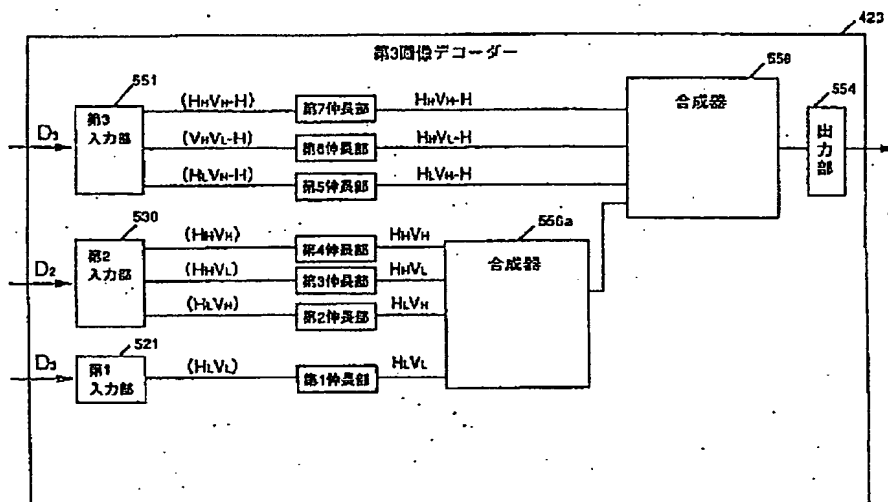 423
第3画像デコーダー
551
第3
入力部
D3
(HHVH-H)
第7伸長部
HHVH-H
(VHVL-H)
第6伸長部
HHVL-H
(HLVH-H)
第5伸長部
HLVH-H
558
合成器
554
出力部
530
第2
入力部
D2
(HHVH)
第4伸長部
HHVH
(HHVL)
第3伸長部
HHVL
(HLVH)
第2伸長部
HLVH
556a
合成器
521
第1
入力部
D3
(HLVL)
第1伸長部
HLVL